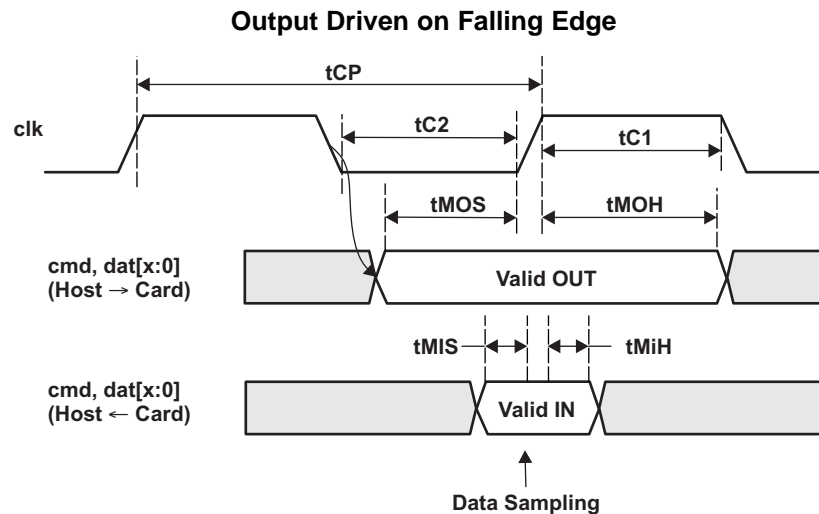 Output Driven on Falling Edge
tCP
clk
tC2
tC1
tMOS
tMOH
cmd, dat[x:0]
(Host → Card)
Valid OUT
tMIS
tMiH
cmd, dat[x:0]
(Host ← Card)
Valid IN
Data Sampling